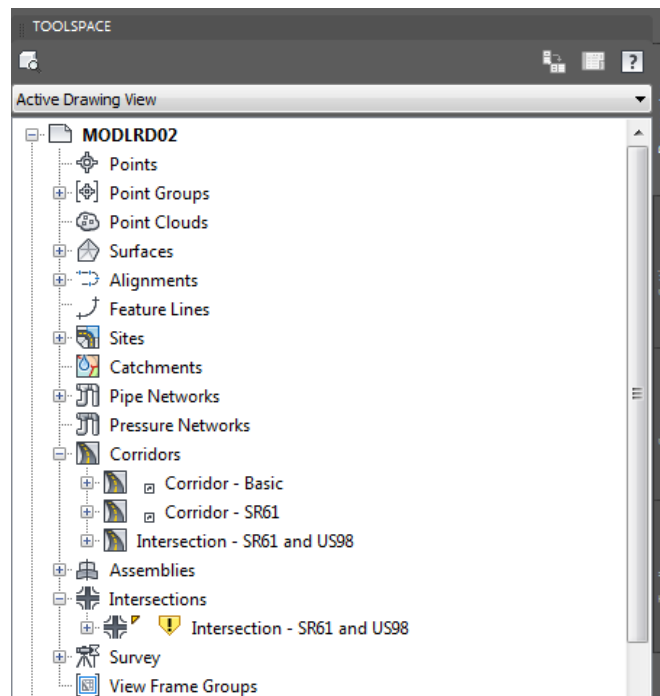 TOOLSPACE
?
Active Drawing View
MODLRD02
Points
Point Groups
Point Clouds
Surfaces
Alignments
Feature Lines
Sites
Catchments
Pipe Networks
Pressure Networks
Corridors
Corridor - Basic
Corridor - SR61
Intersection - SR61 and US98
Assemblies
Intersections
Intersection - SR61 and US98
Survey
View Frame Groups